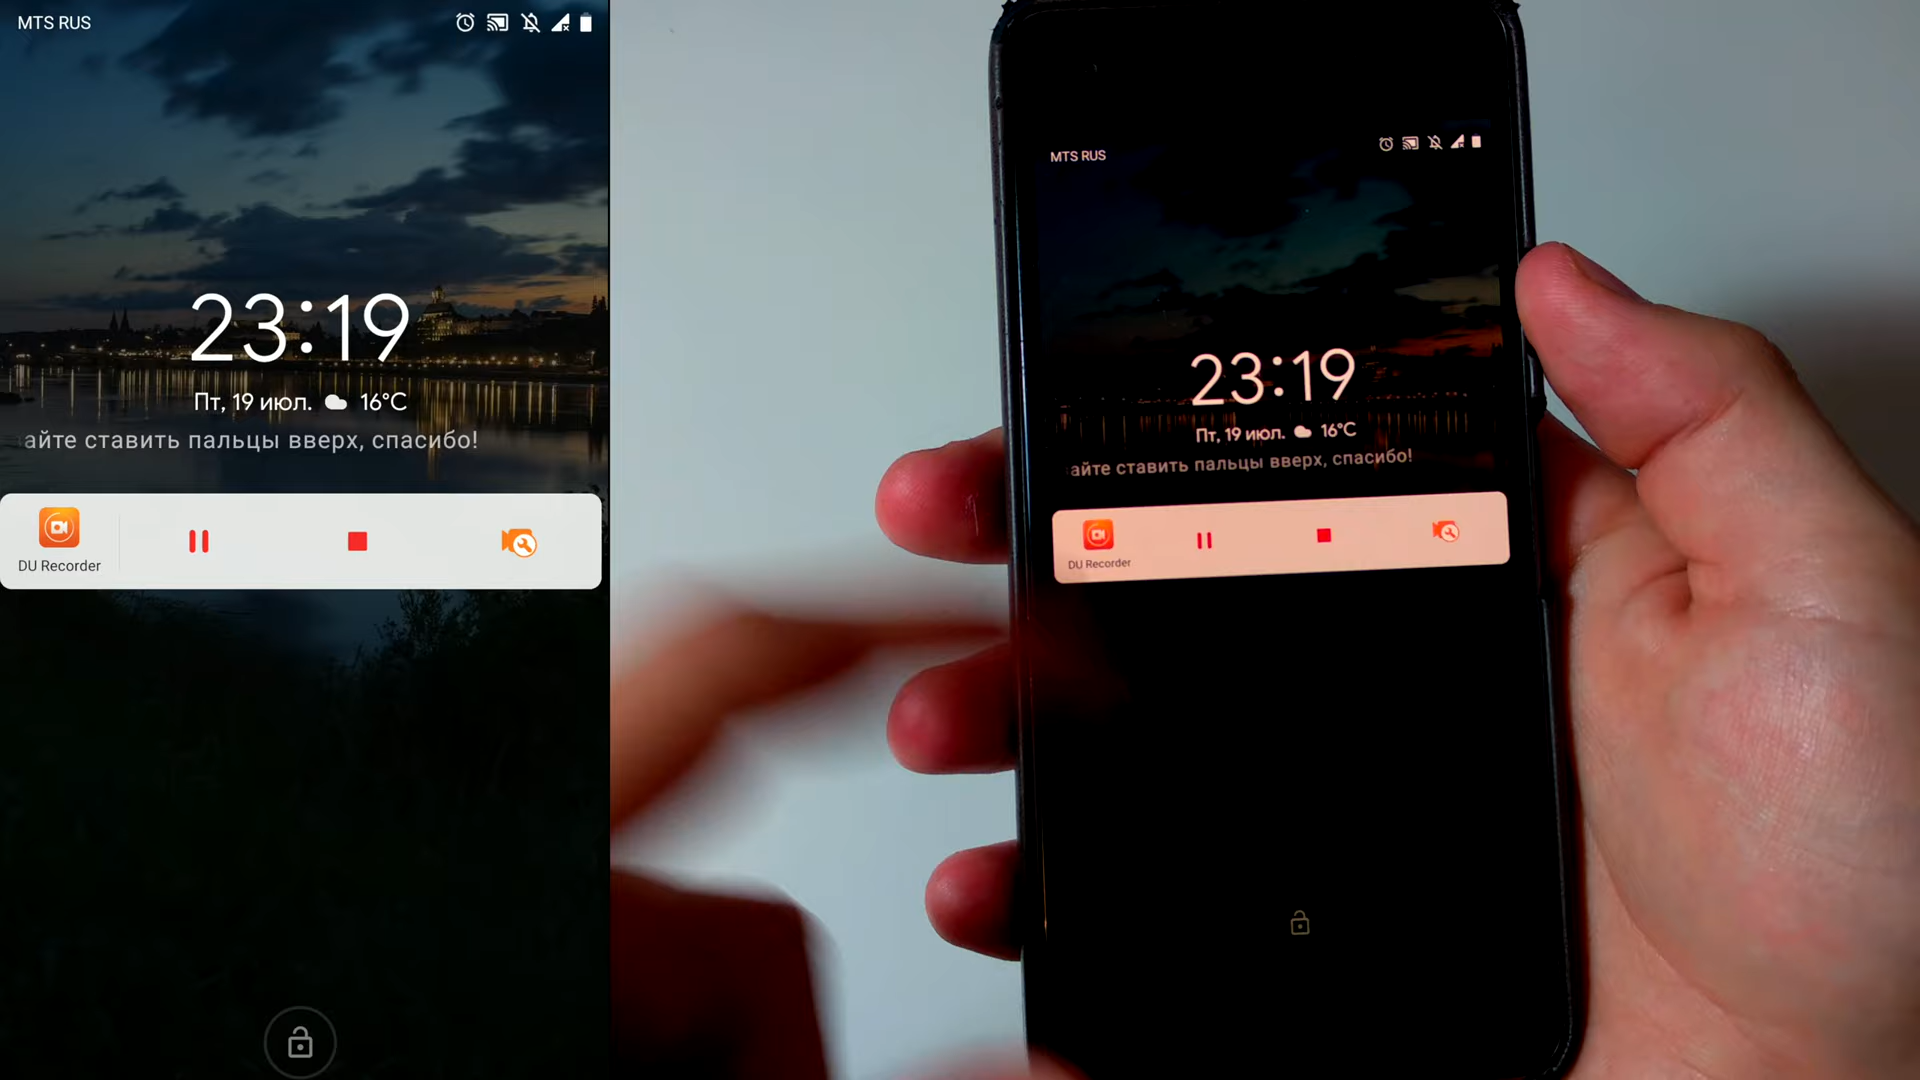 MTS RUS
23:19
Пт, 19 июл. 16°C
айте ставить пальцы вверх, спасибо!
DU Recorder
MTS RUS
23:19
Пт, 19 июл. 16°C
айте ставить пальцы вверх, спасибо!
DU Recorder